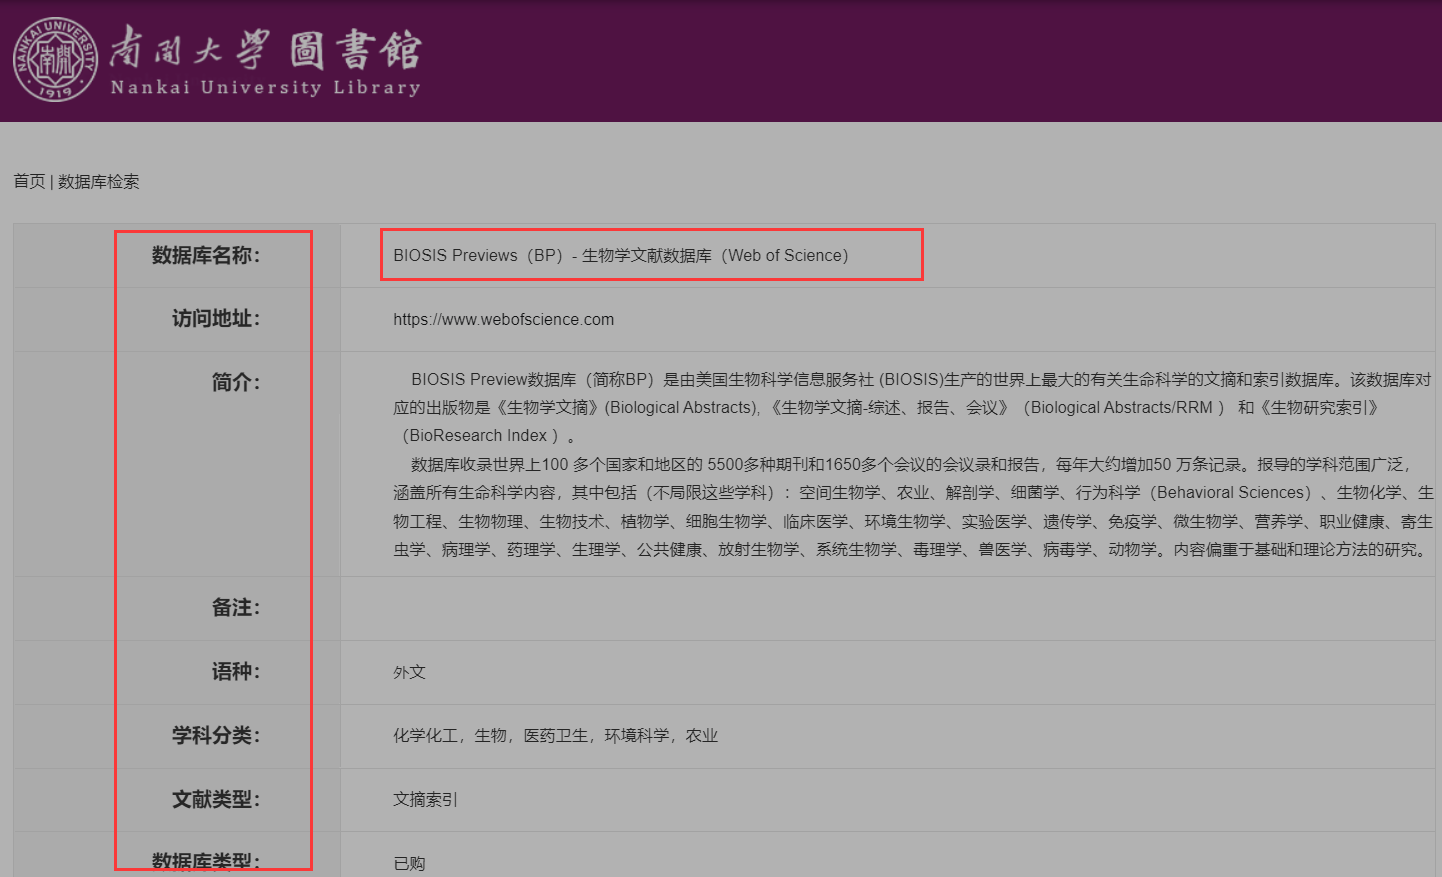 NANKAI UNIVERSITY
南開
1919
南開大學圖書館
Nankai University Library
首页 | 数据库检索
数据库名称：
BIOSIS Previews（BP）- 生物学文献数据库（Web of Science）
访问地址：
https://www.webofscience.com
简介：
BIOSIS Preview数据库（简称BP）是由美国生物科学信息服务社 (BIOSIS)生产的世界上最大的有关生命科学的文摘和索引数据库。该数据库对
应的出版物是《生物学文摘》(Biological Abstracts), 《生物学文摘-综述、报告、会议》（Biological Abstracts/RRM ） 和《生物研究索引》
（BioResearch Index ）。
数据库收录世界上100 多个国家和地区的 5500多种期刊和1650多个会议的会议录和报告，每年大约增加50 万条记录。报导的学科范围广泛，
涵盖所有生命科学内容，其中包括（不局限这些学科）：空间生物学、农业、解剖学、细菌学、行为科学（Behavioral Sciences）、生物化学、生
物工程、生物物理、生物技术、植物学、细胞生物学、临床医学、环境生物学、实验医学、遗传学、免疫学、微生物学、营养学、职业健康、寄生
虫学、病理学、药理学、生理学、公共健康、放射生物学、系统生物学、毒理学、兽医学、病毒学、动物学。内容偏重于基础和理论方法的研究。
备注：
语种：
外文
学科分类：
化学化工，生物，医药卫生，环境科学，农业
文献类型：
文摘索引
数据库类型：
已购